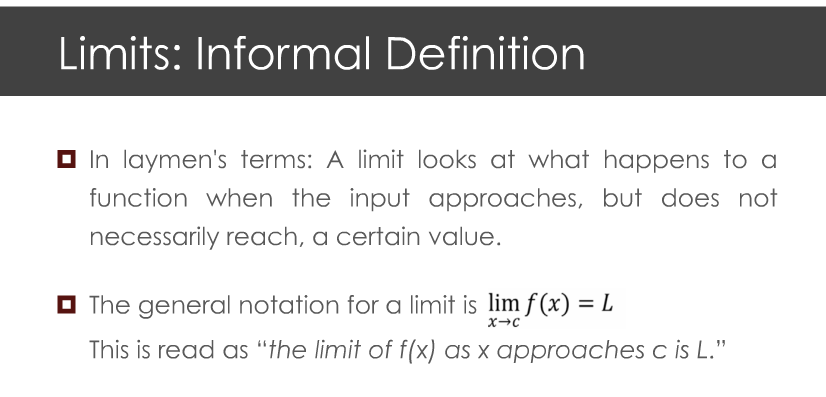 Limits: Informal Definition
In laymen's terms: A limit looks at what happens to a
function when the input approaches, but does not
necessarily reach, a certain value.
The general notation for a limit is lim f(x) = L
x→c
This is read as “the limit of f(x) as x approaches c is L.”